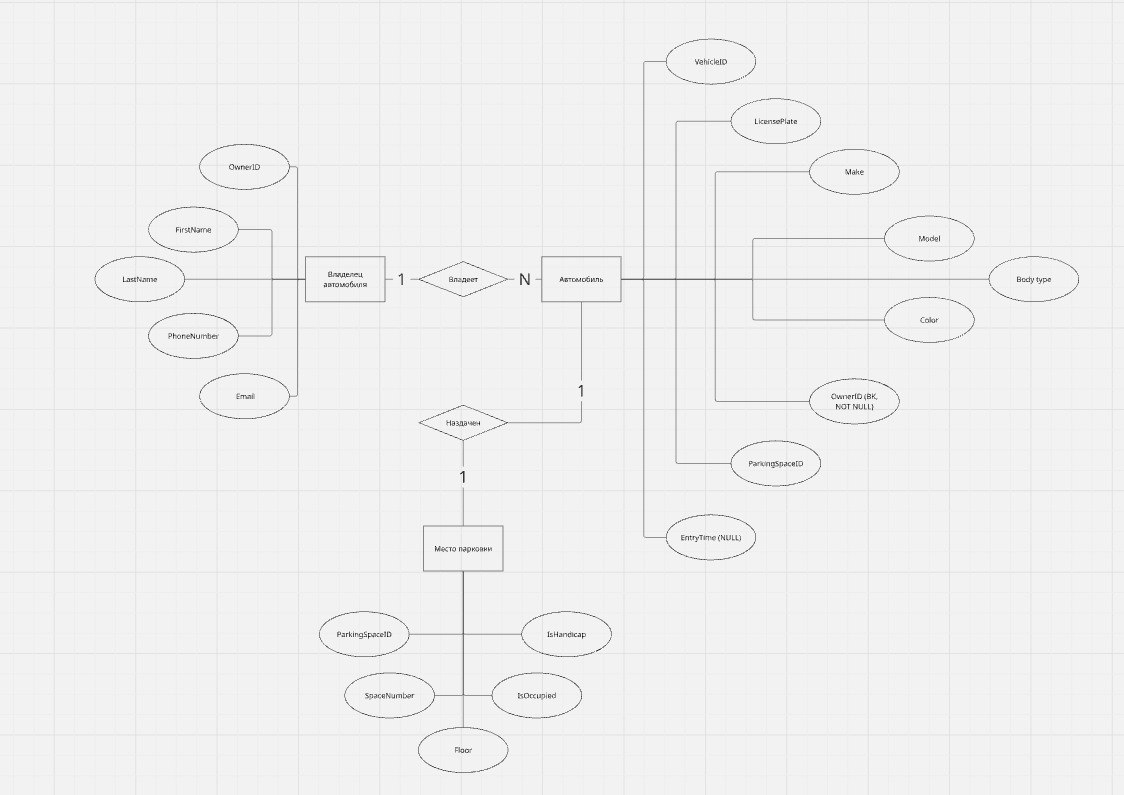 VehicleID
LicensePlate
OwnerID
Make
FirstName
Model
LastName
Владелец
автомобиля
1
Владеет
N
Автомобиль
Body type
Color
PhoneNumber
Email
1
OwnerID (BK,
NOT NULL)
Наздачен
ParkingSpaceID
1
EntryTime (NULL)
Место парковки
ParkingSpaceID
IsHandicap
SpaceNumber
IsOccupied
Floor